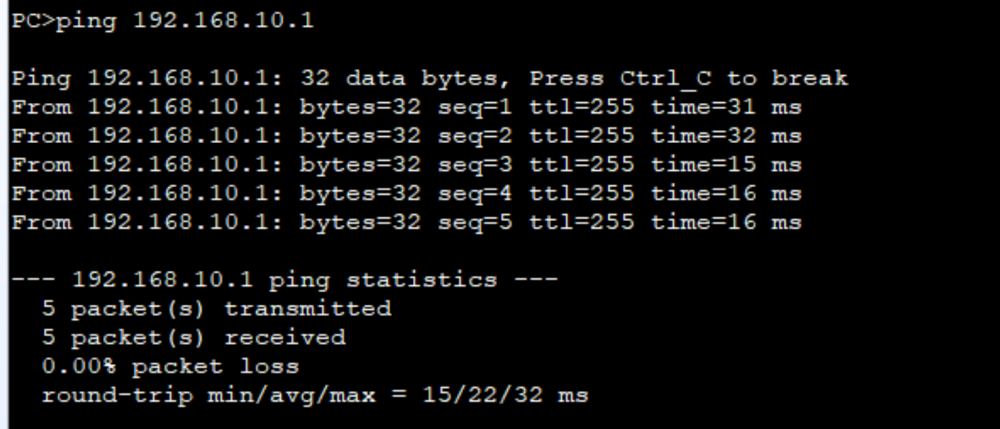 PC>ping 192.168.10.1
Ping 192.168.10.1: 32 data bytes, Press Ctrl_C to break
From 192.168.10.1: bytes=32 seq=1 ttl=255 time=31 ms
From 192.168.10.1: bytes=32 seq=2 ttl=255 time=32 ms
From 192.168.10.1: bytes=32 seq=3 ttl=255 time=15 ms
From 192.168.10.1: bytes=32 seq=4 ttl=255 time=16 ms
From 192.168.10.1: bytes=32 seq=5 ttl=255 time=16 ms
--- 192.168.10.1 ping statistics ---
5 packet(s) transmitted
5 packet(s) received
0.00% packet loss
round-trip min/avg/max = 15/22/32 ms